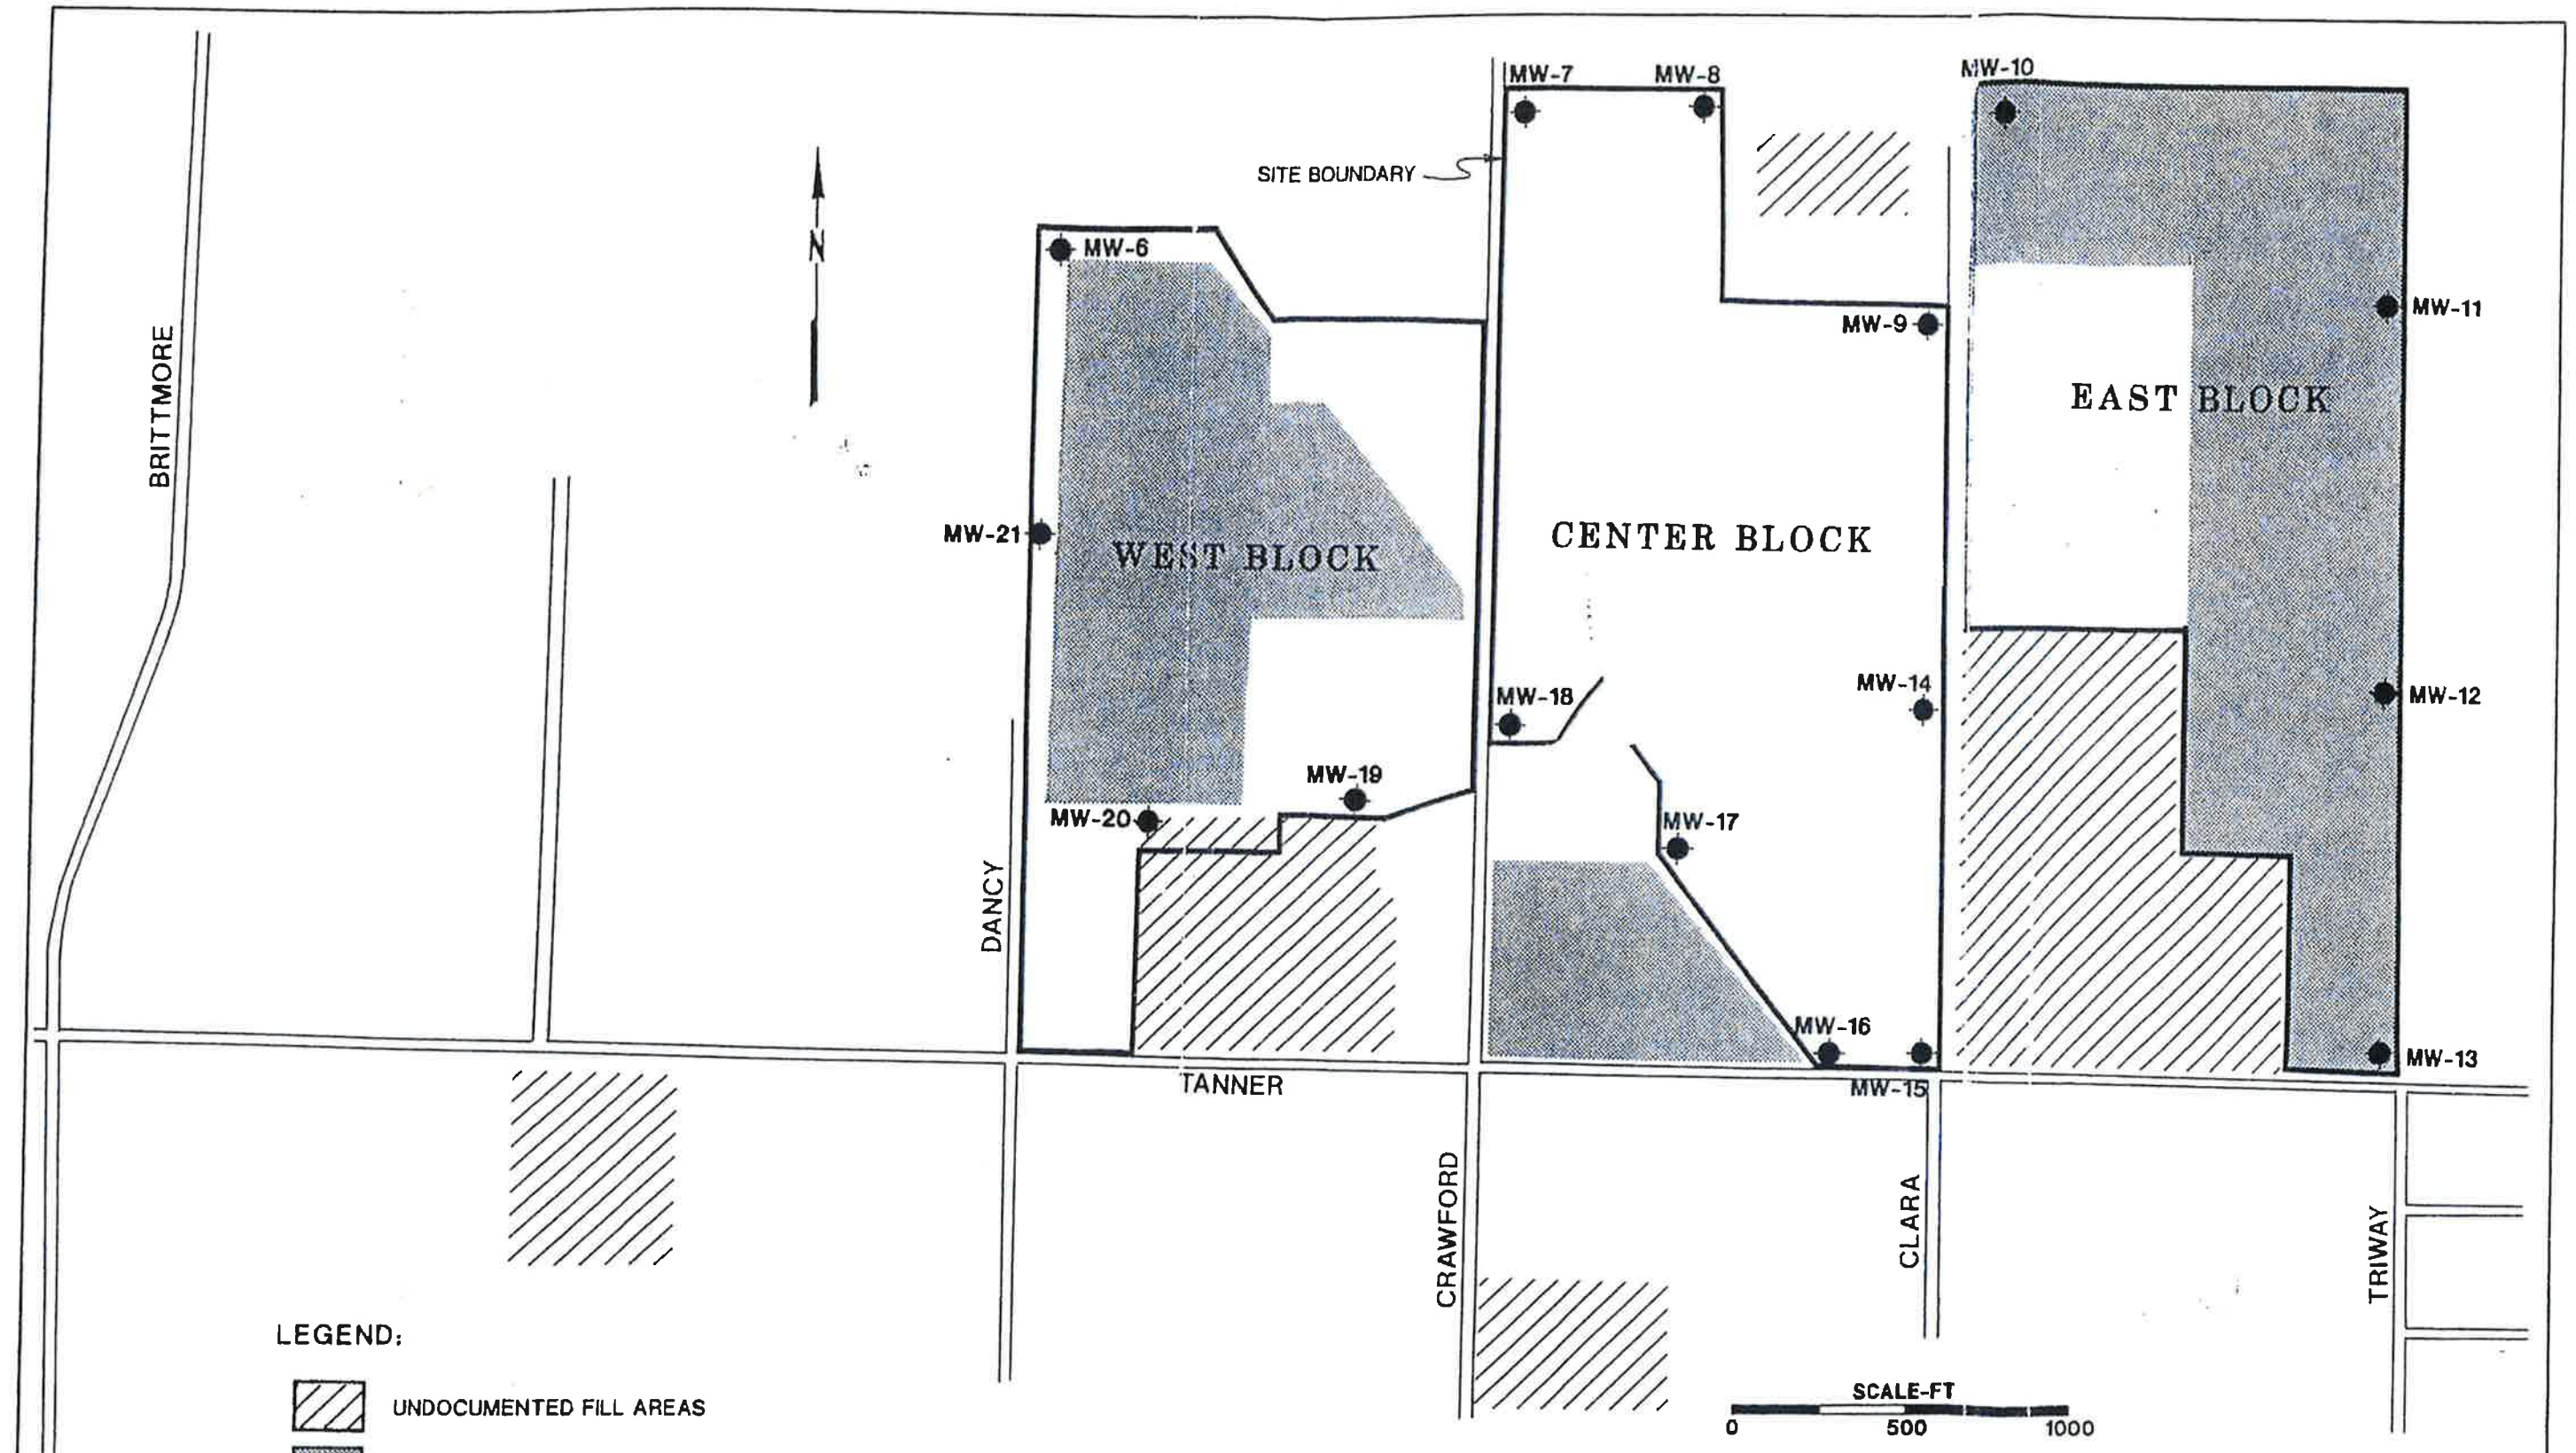 MW-7
MW-8
MW-10
SITE BOUNDARY
N
MW-6
MW-9
MW-11
BRITTMORE
EAST BLOCK
MW-21
WEST BLOCK
CENTER BLOCK
MW-18
MW-14
MW-12
MW-19
MW-20
MW-17
DANCY
MW-16
MW-13
TANNER
MW-15
CRAWFORD
CLARA
TRIWAY
LEGEND:
UNDOCUMENTED FILL AREAS
SCALE-FT
0 500 1000